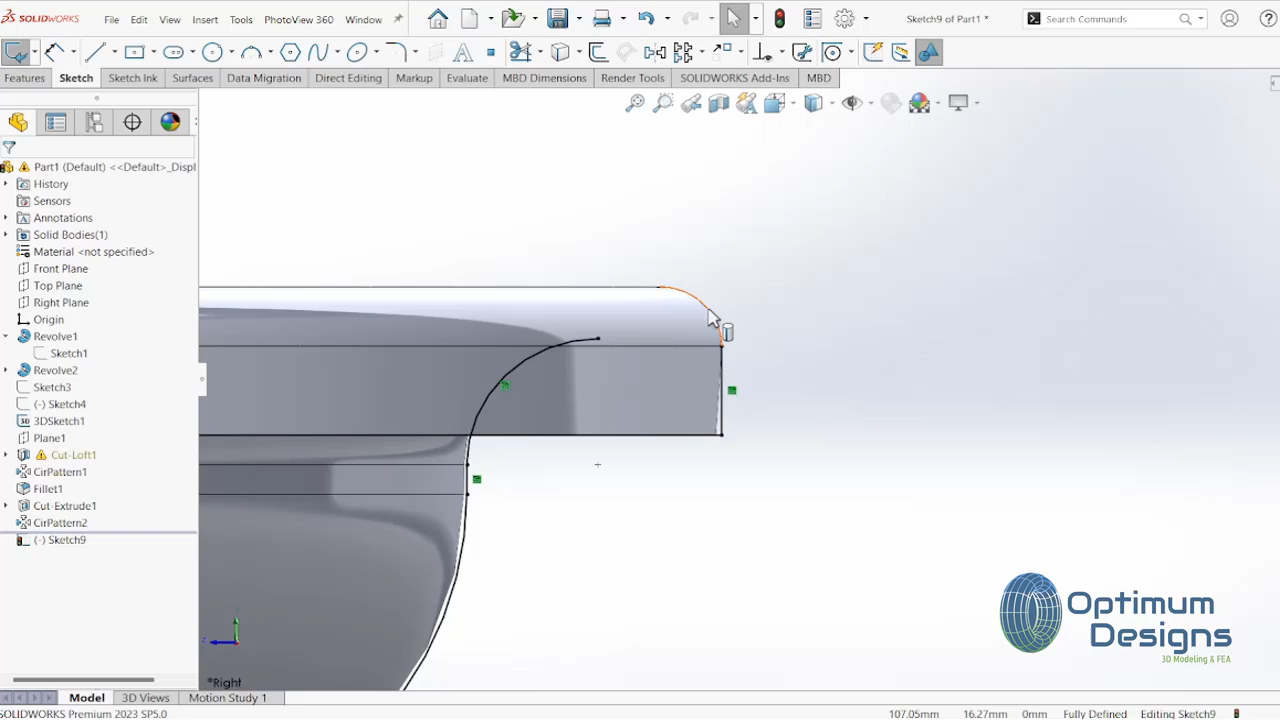 SOLIDWORKS File Edit View Insert Tools PhotoView 360 Window Sketch9 of Part1 * Search Commands
Features Sketch Sketch Ink Surfaces Data Migration Direct Editing Markup Evaluate MBD Dimensions Render Tools SOLIDWORKS Add-Ins MBD
Part1 (Default) <<Default>_Displ
History
Sensors
Annotations
Solid Bodies(1)
Material <not specified>
Front Plane
Top Plane
Right Plane
Origin
Revolve1
Sketch1
Revolve2
Sketch3
(-) Sketch4
3DSketch1
Plane1
Cut-Loft1
CirPattern1
Fillet1
Cut-Extrude1
CirPattern2
(-) Sketch9
*Right
Optimum
Designs
3D Modeling & FEA
Model 3D Views Motion Study 1
SOLIDWORKS Premium 2023 SP5.0 107.05mm 16.27mm 0mm Fully Defined Editing Sketch9